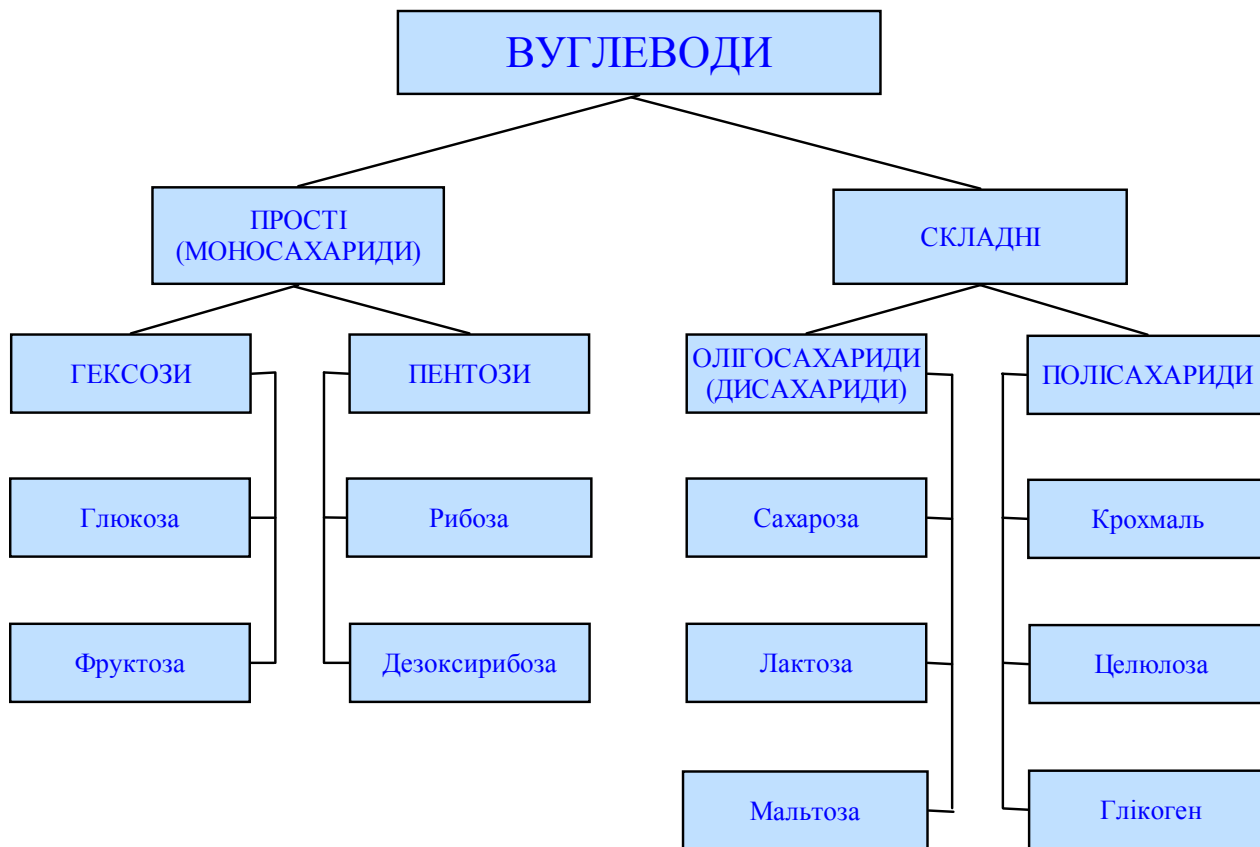 ВУГЛЕВОДИ
ПРОСТІ
(МОНОСАХАРИДИ)
СКЛАДНІ
ГЕКСОЗИ
ПЕНТОЗИ
ОЛІГОСАХАРИДИ
(ДИСАХАРИДИ)
ПОЛІСАХАРИДИ
Глюкоза
Рибоза
Сахароза
Крохмаль
Фруктоза
Дезоксирибоза
Лактоза
Целюлоза
Мальтоза
Глікоген